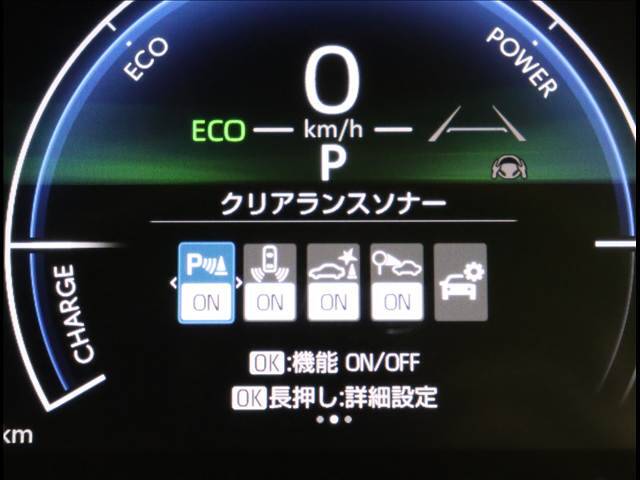 ECO
POWER
0
km/h
ECO
P
クリアランスソナー
P
ON
ON
ON
ON
CHARGE
OK:機能 ON/OFF
OK長押し:詳細設定
km